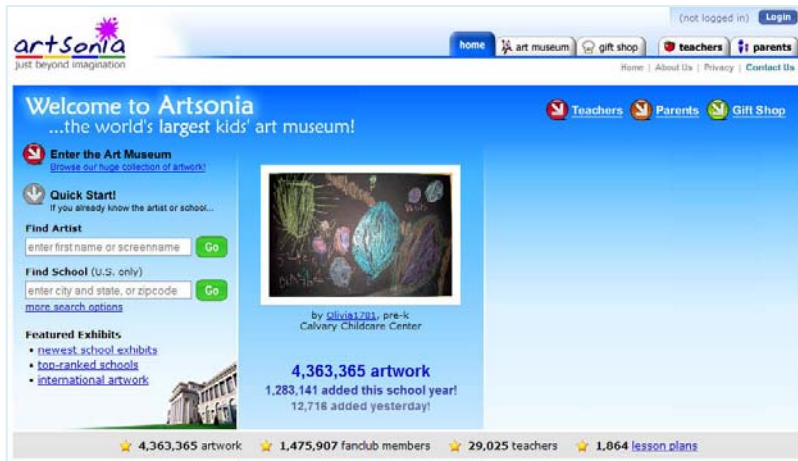 (not logged in) Login
artsonia
just beyond imagination
home art museum gift shop teachers parents
Home | About Us | Privacy | Contact Us
Welcome to Artsonia
...the world's largest kids' art museum!
Teachers Parents Gift Shop
Enter the Art Museum
Browse our huge collection of artwork!
Quick Start!
If you already know the artist or school...
Find Artist
enter first name or screenname Go
Find School (U.S. only)
enter city and state, or zipcode Go
more search options
Featured Exhibits
• newest school exhibits
• top-ranked schools
• international artwork
by Olivia1781, pre-k
Calvary Childcare Center
4,363,365 artwork
1,283,141 added this school year!
12,716 added yesterday!
4,363,365 artwork 1,475,907 fanclub members 29,025 teachers 1,864 lesson plans